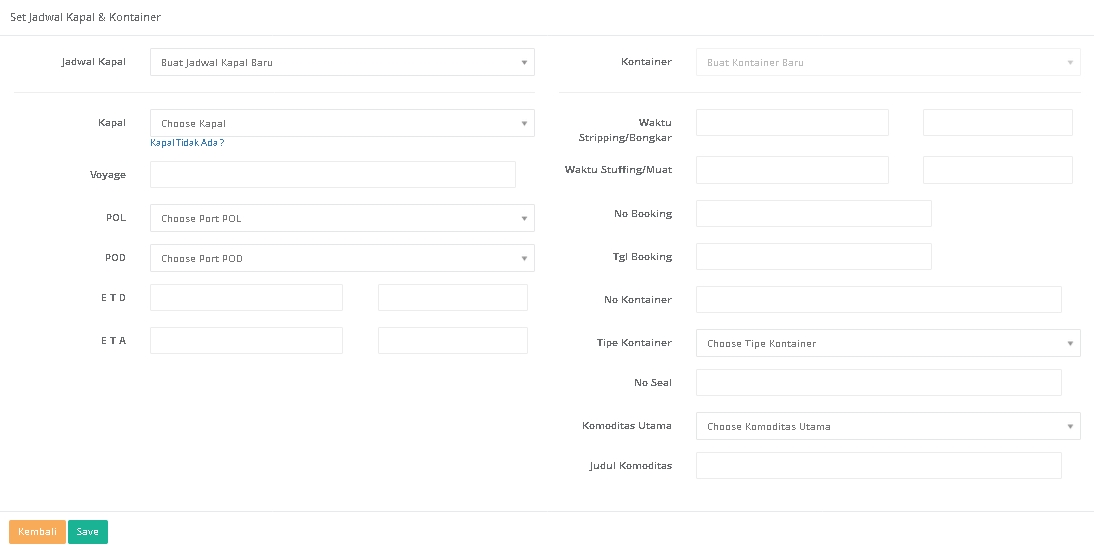 Set Jadwal Kapal & Kontainer
Jadwal Kapal
Buat Jadwal Kapal Baru
Kapal
Choose Kapal
Kapal Tidak Ada ?
Voyage
POL
Choose Port POL
POD
Choose Port POD
E T D
E T A
Kontainer
Buat Kontainer Baru
Waktu
Stripping/Bongkar
Waktu Stuffing/Muat
No Booking
Tgl Booking
No Kontainer
Tipe Kontainer
Choose Tipe Kontainer
No Seal
Komoditas Utama
Choose Komoditas Utama
Judul Komoditas
Kembali
Save